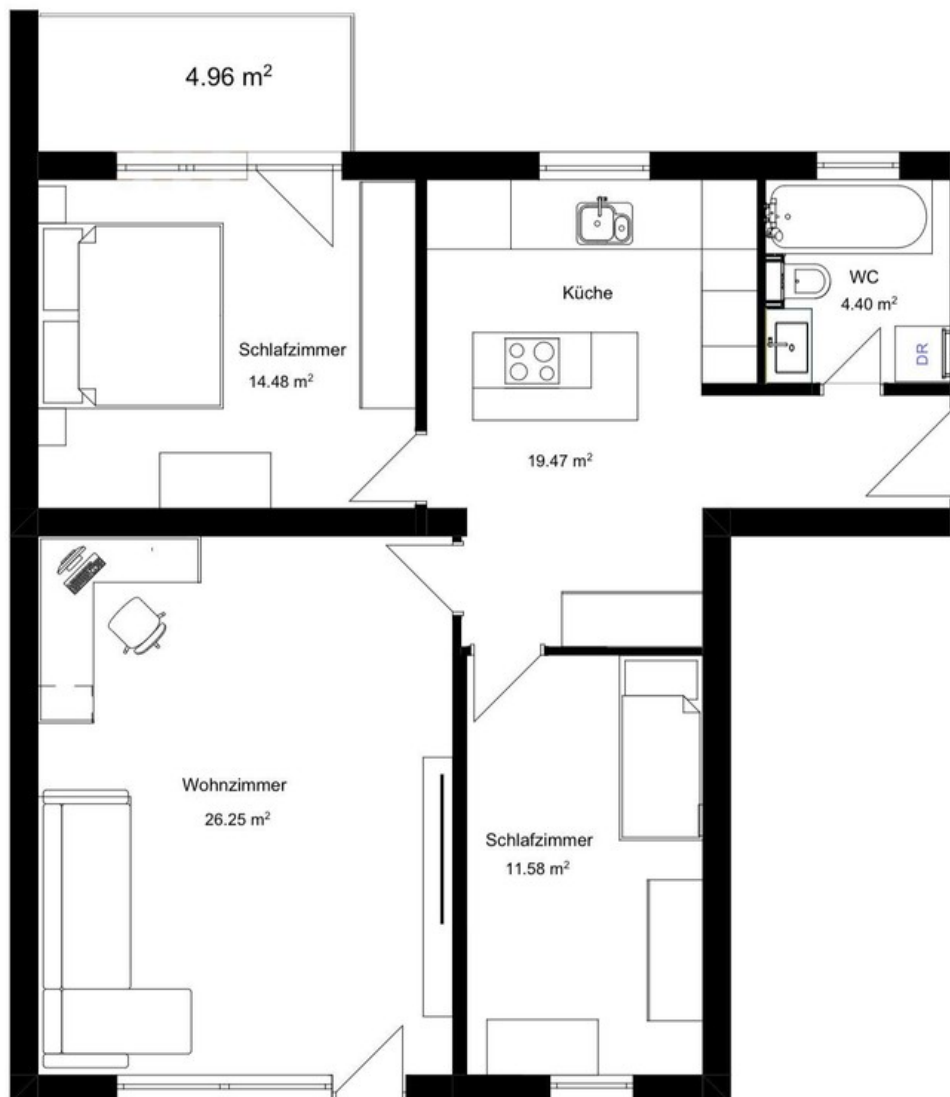 4.96 m²
Küche
WC
4.40 m²
Schlafzimmer
14.48 m²
DR
19.47 m²
Wohnzimmer
26.25 m²
Schlafzimmer
11.58 m²